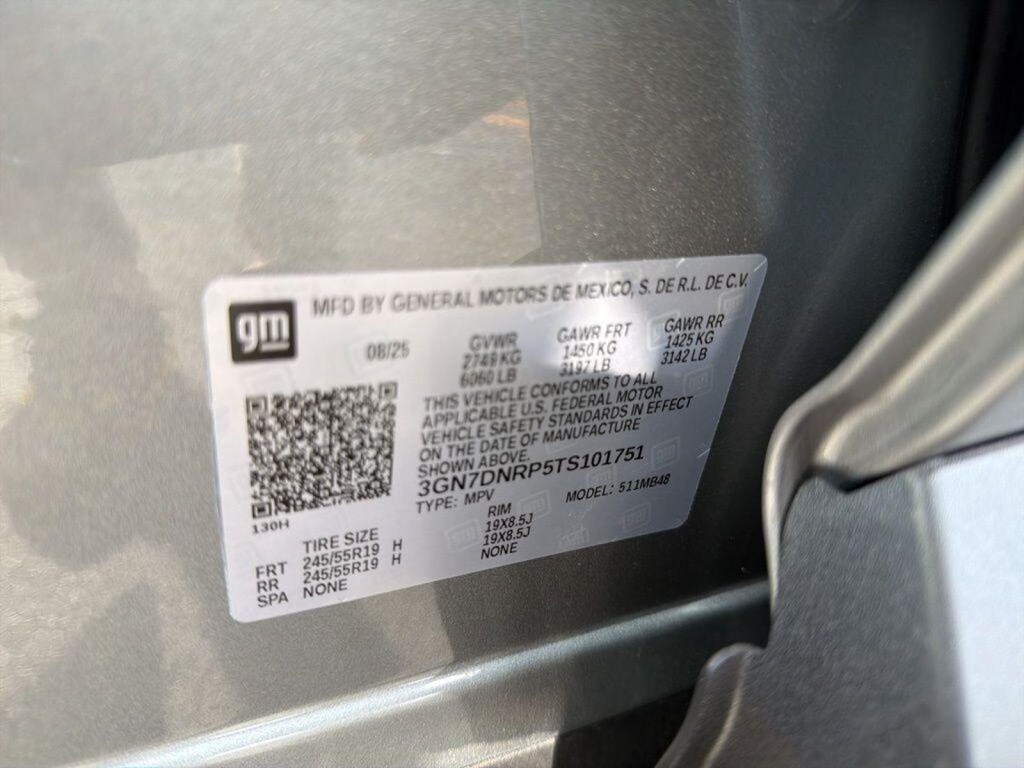 gm
MFD BY GENERAL MOTORS DE MEXICO, S. DE R.L. DE C.V.
08/25
GVWR GAWR FRT GAWR RR
2749 KG 1450 KG 1425 KG
6060 LB 3197 LB 3142 LB
THIS VEHICLE CONFORMS TO ALL
APPLICABLE U.S. FEDERAL MOTOR
VEHICLE SAFETY STANDARDS IN EFFECT
ON THE DATE OF MANUFACTURE
SHOWN ABOVE.
3GN7DNRP5TS101751
TYPE: MPV MODEL: 511MB48
130H
TIRE SIZE RIM
FRT 245/55R19 H 19X8.5J
RR 245/55R19 H 19X8.5J
SPA NONE NONE